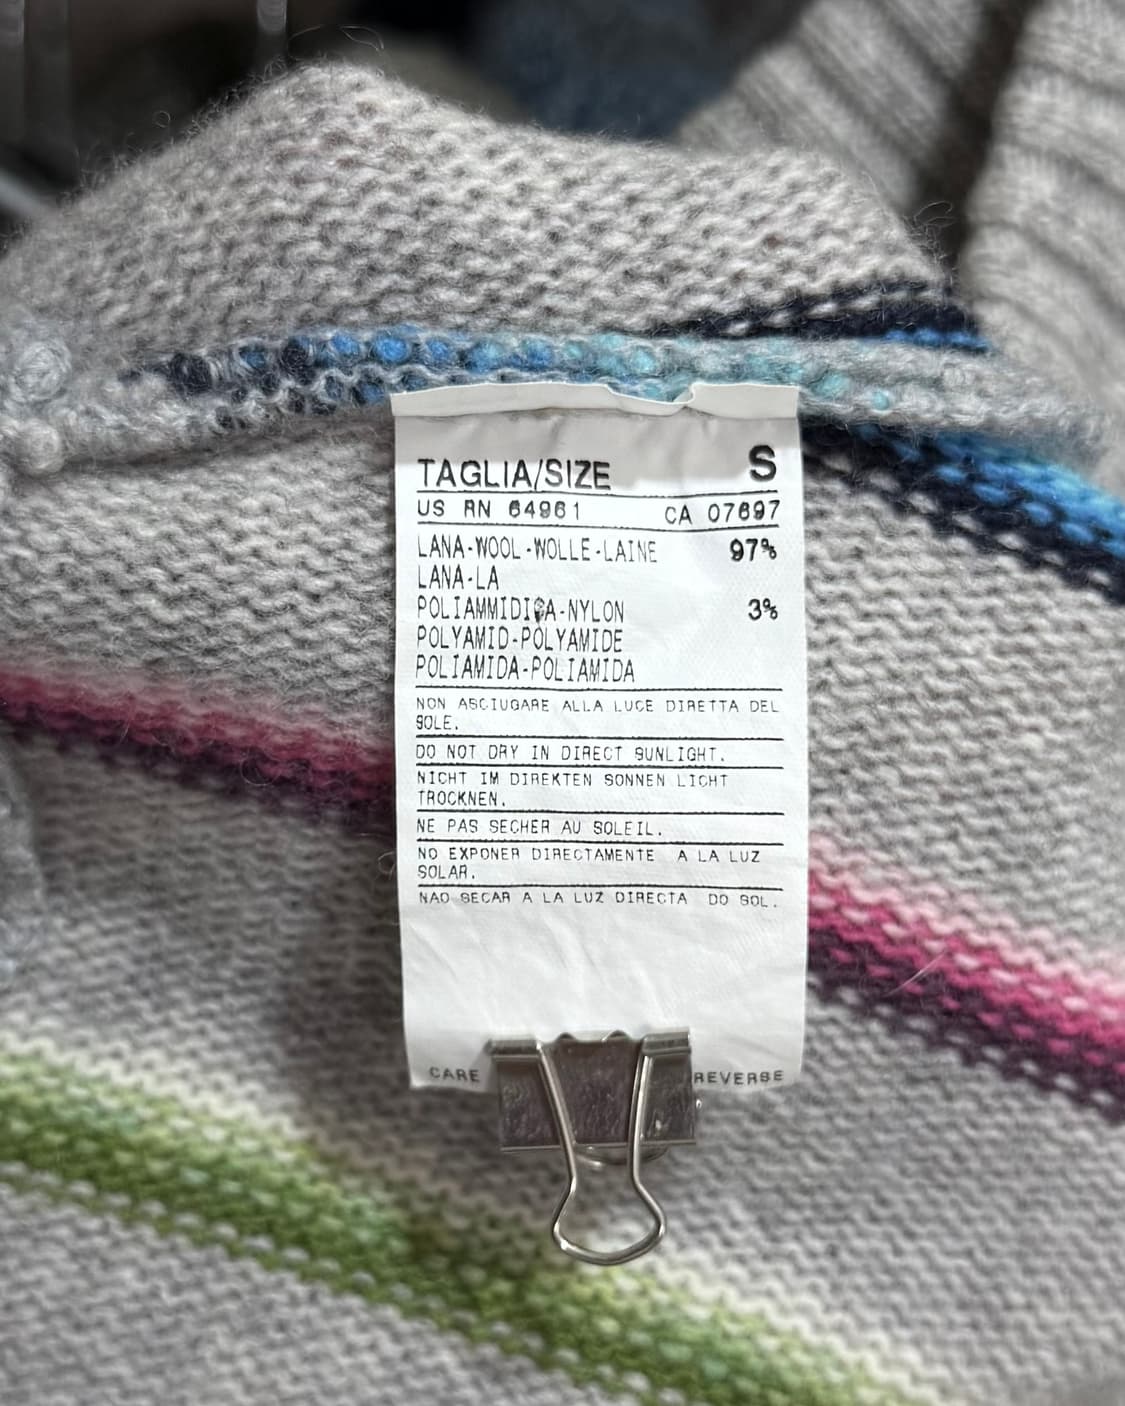 TAGLIA/SIZE S
US RN 64961 CA 07697
LANA-WOOL-WOLLE-LAINE 97%
LANA-LA
POLIAMMIDICA-NYLON 3%
POLYAMID-POLYAMIDE
POLIAMIDA-POLIAMIDA
NON ASCIUGARE ALLA LUCE DIRETTA DEL
SOLE.
DO NOT DRY IN DIRECT SUNLIGHT.
NICHT IM DIREKTEN SONNEN LICHT
TROCKNEN.
NE PAS SECHER AU SOLEIL.
NO EXPONER DIRECTAMENTE A LA LUZ
SOLAR.
NAO SECAR A LA LUZ DIRECTA DO SOL.
CARE REVERSE